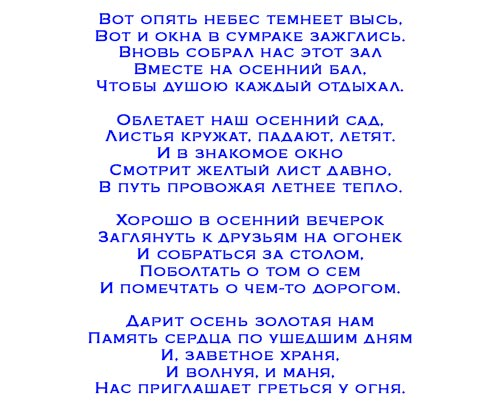 Вот опять небес темнеет высь,
Вот и окна в сумраке зажглись.
Вновь собрал нас этот зал
Вместе на осенний бал,
Чтобы душою каждый отдыхал.

Облетает наш осенний сад,
Листья кружат, падают, летят.
И в знакомое окно
Смотрит желтый лист давно,
В путь провожая летнее тепло.

Хорошо в осенний вечерок
Заглянуть к друзьям на огонек
И собраться за столом,
Поболтать о том о сем
И помечтать о чем-то дорогом.

Дарит осень золотая нам
Память сердца по ушедшим дням
И, заветное храня,
И волнуя, и маня,
Нас приглашает греться у огня.